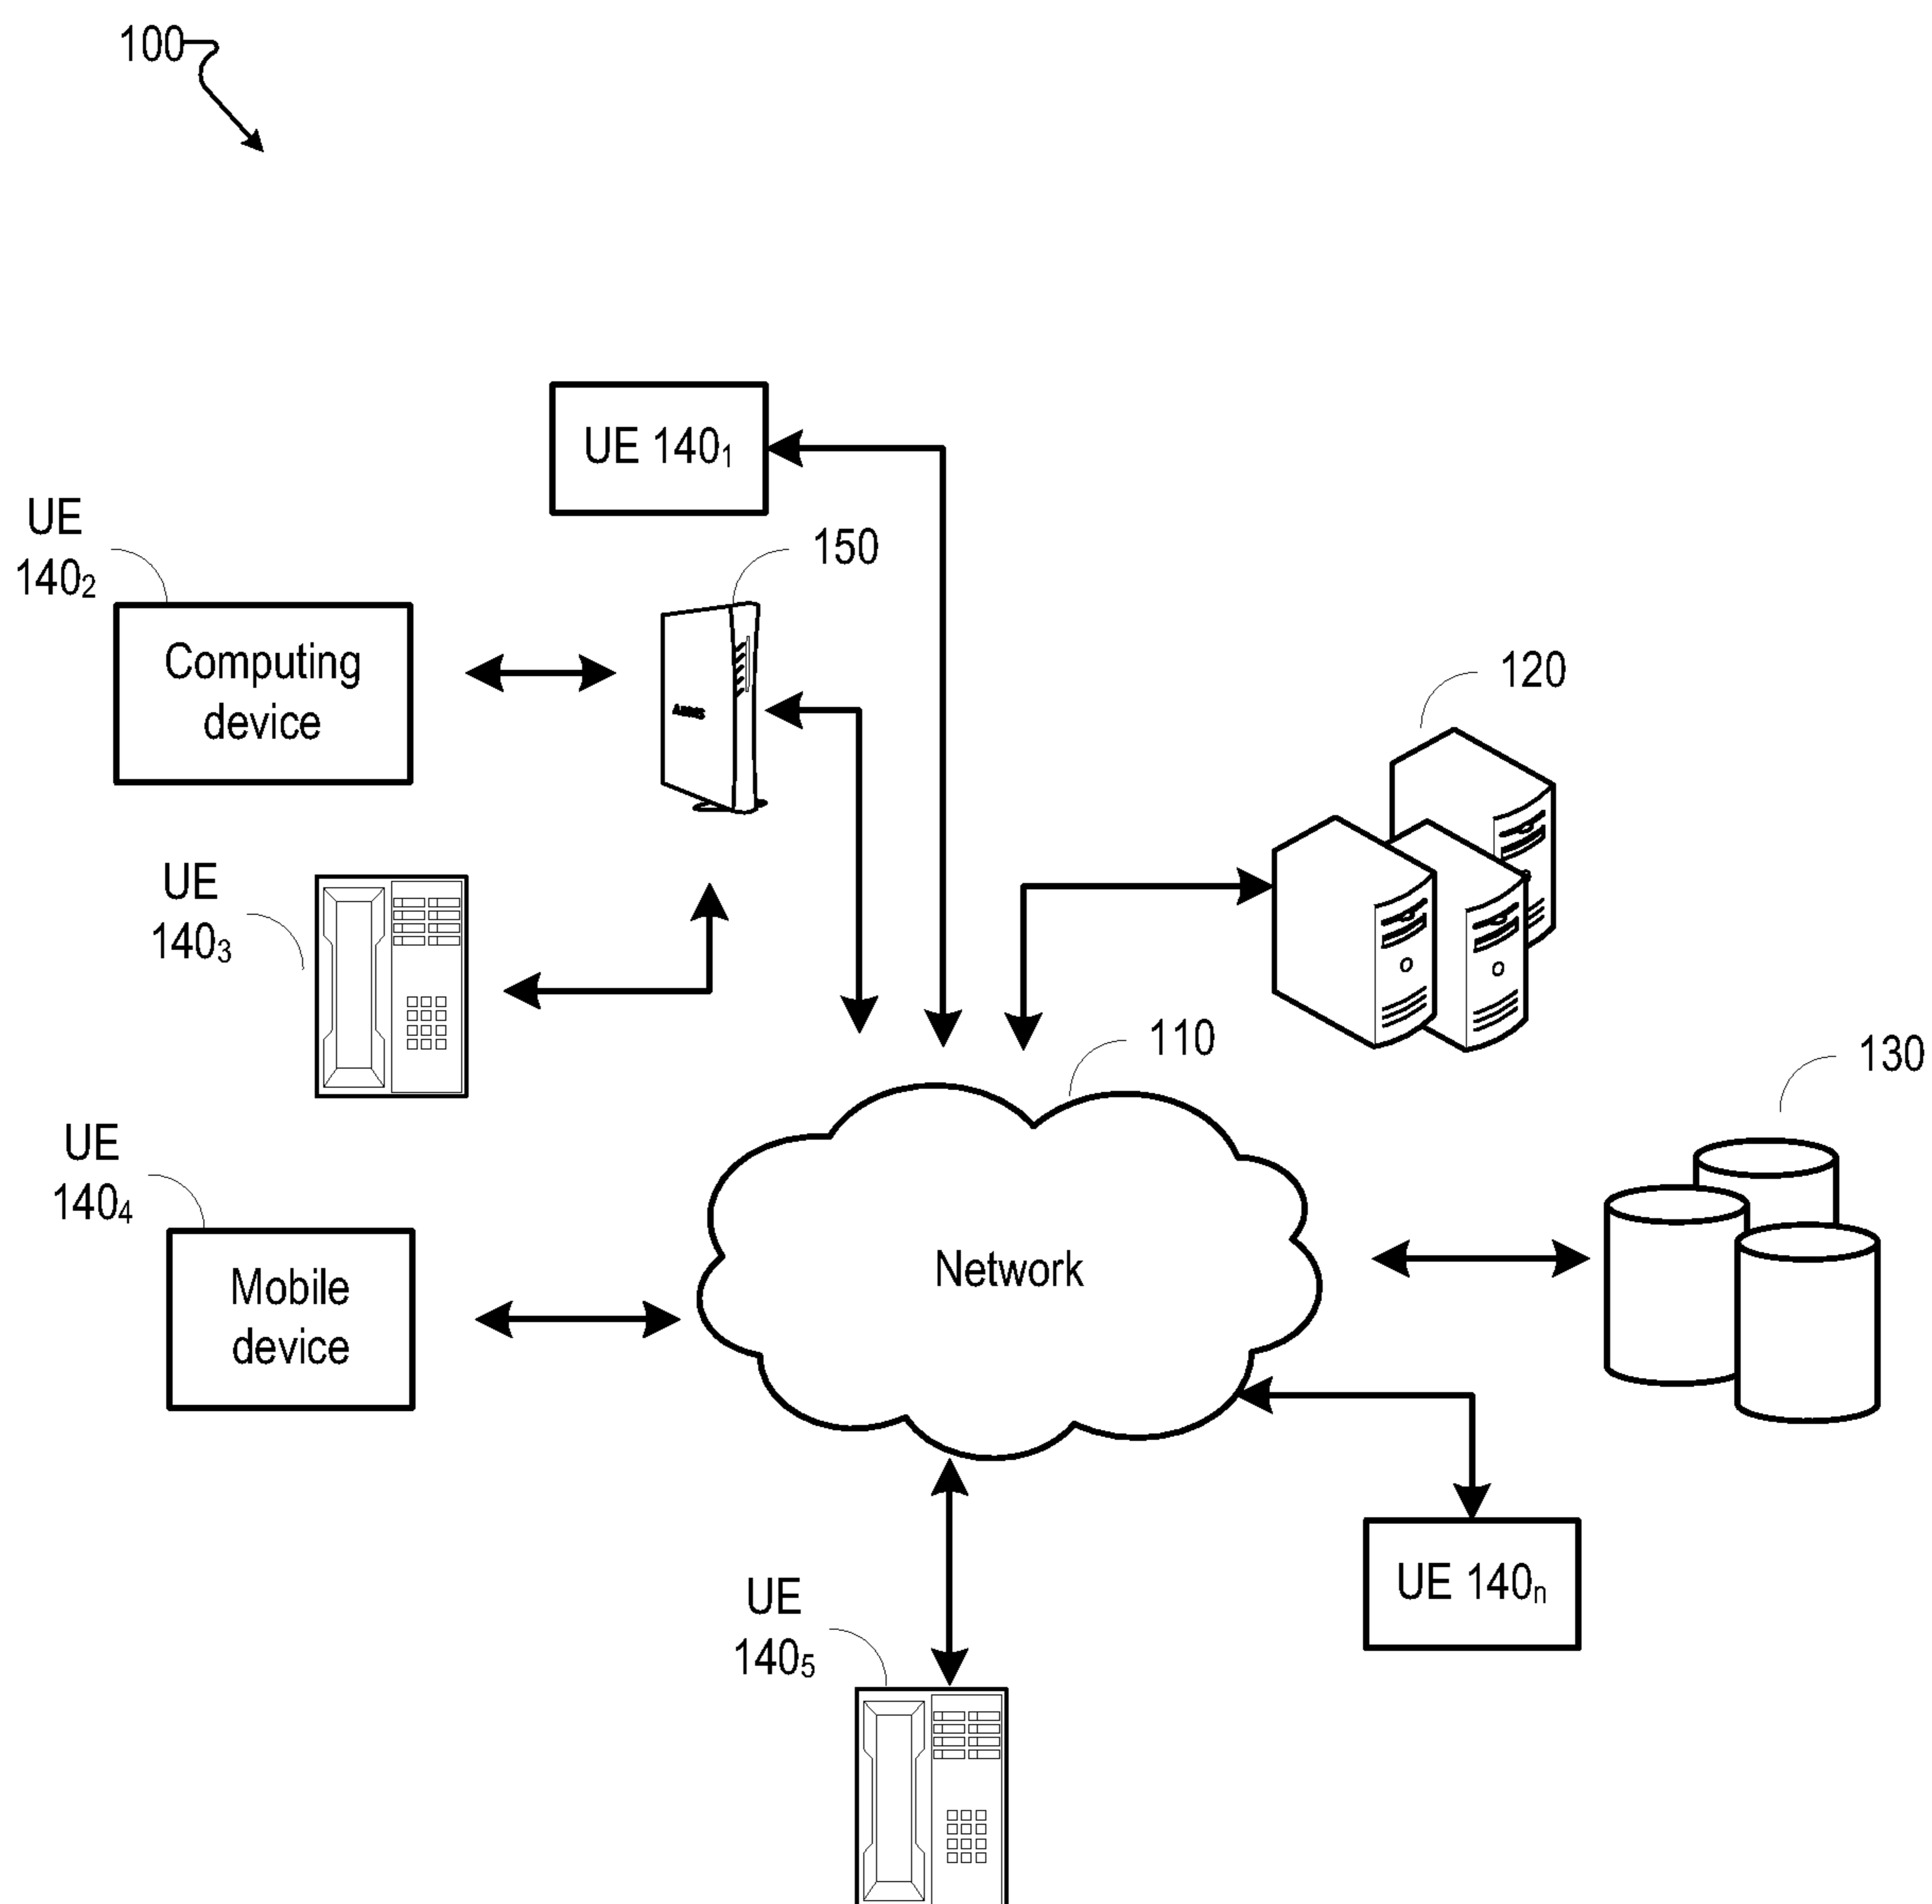 100
UE 140₁
UE
140₂
150
Computing
device
120
UE
140₃
110
130
UE
140₄
Network
Mobile
device
UE 140ₙ
UE
140₅